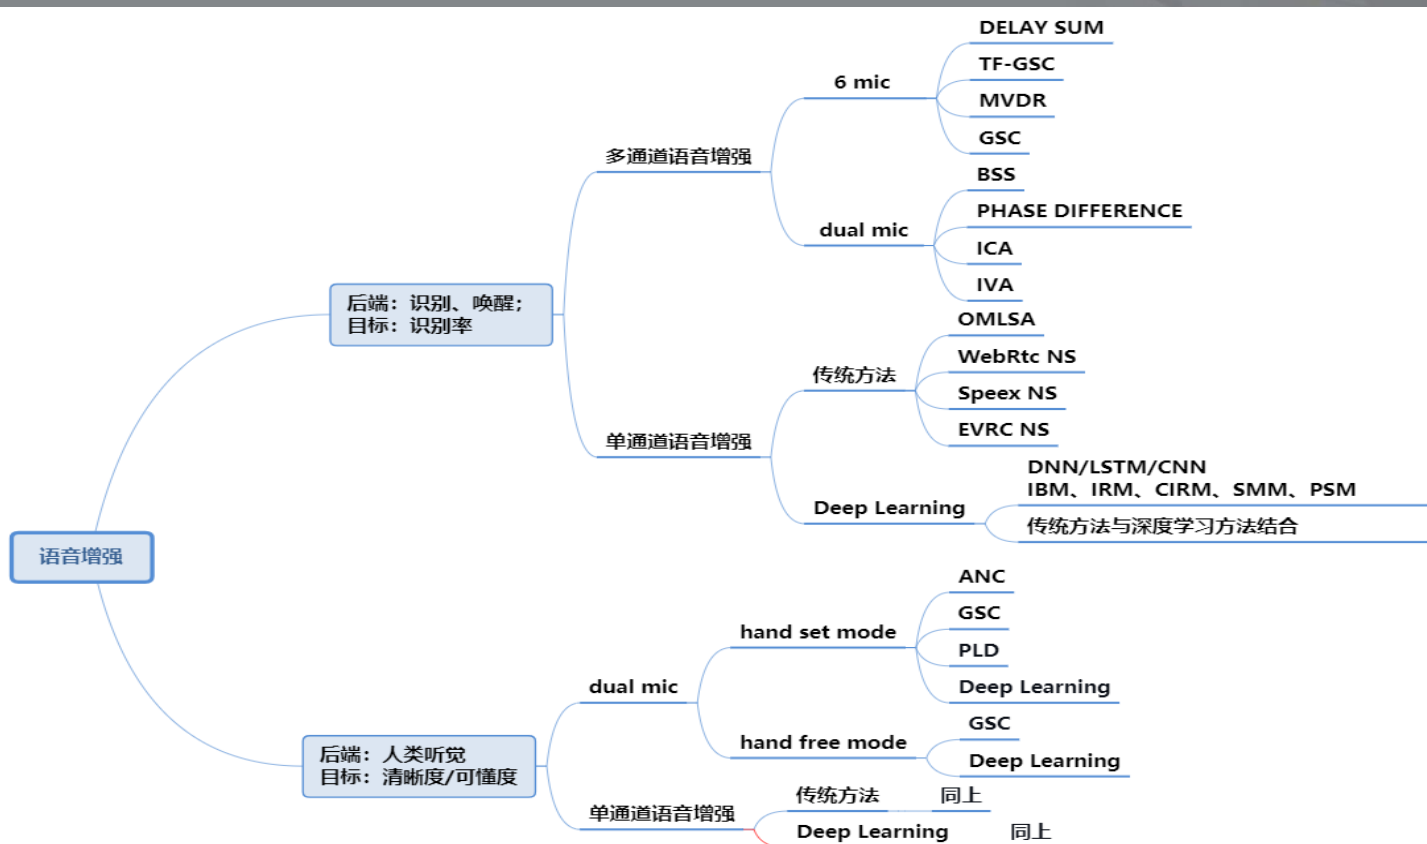 DELAY SUM
TF-GSC
6 mic
MVDR
GSC
多通道语音增强
BSS
PHASE DIFFERENCE
dual mic
ICA
IVA
后端：识别、唤醒；
目标：识别率
OMLSA
WebRtc NS
传统方法
Speex NS
EVRC NS
单通道语音增强
DNN/LSTM/CNN
IBM、IRM、CIRM、SMM、PSM
Deep Learning
传统方法与深度学习方法结合
语音增强
ANC
GSC
hand set mode
PLD
Deep Learning
dual mic
GSC
hand free mode
Deep Learning
后端：人类听觉
目标：清晰度/可懂度
传统方法 同上
单通道语音增强
Deep Learning 同上